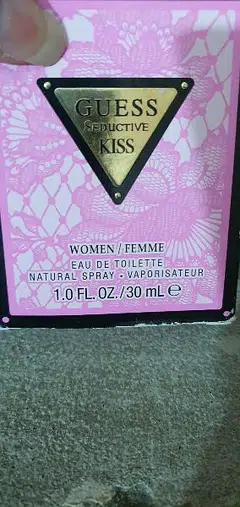 GUESS
SEDUCTIVE
KISS
WOMEN / FEMME
EAU DE TOILETTE
NATURAL SPRAY • VAPORISATEUR
1.0 FL. OZ./30 mL ℮